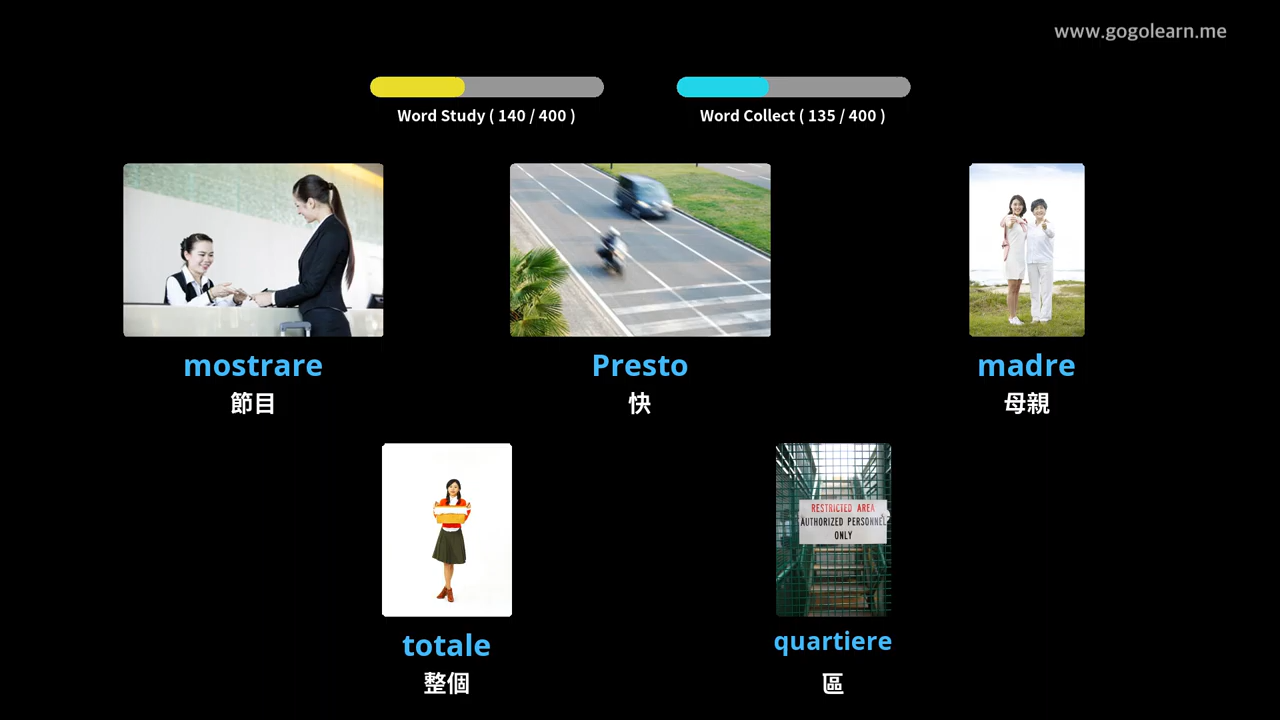 www.gogolearn.me
Word Study ( 140 / 400 )
Word Collect ( 135 / 400 )
mostrare
節目
Presto
快
madre
母親
totale
整個
RESTRICTED AREA
AUTHORIZED PERSONNEL
ONLY
quartiere
區